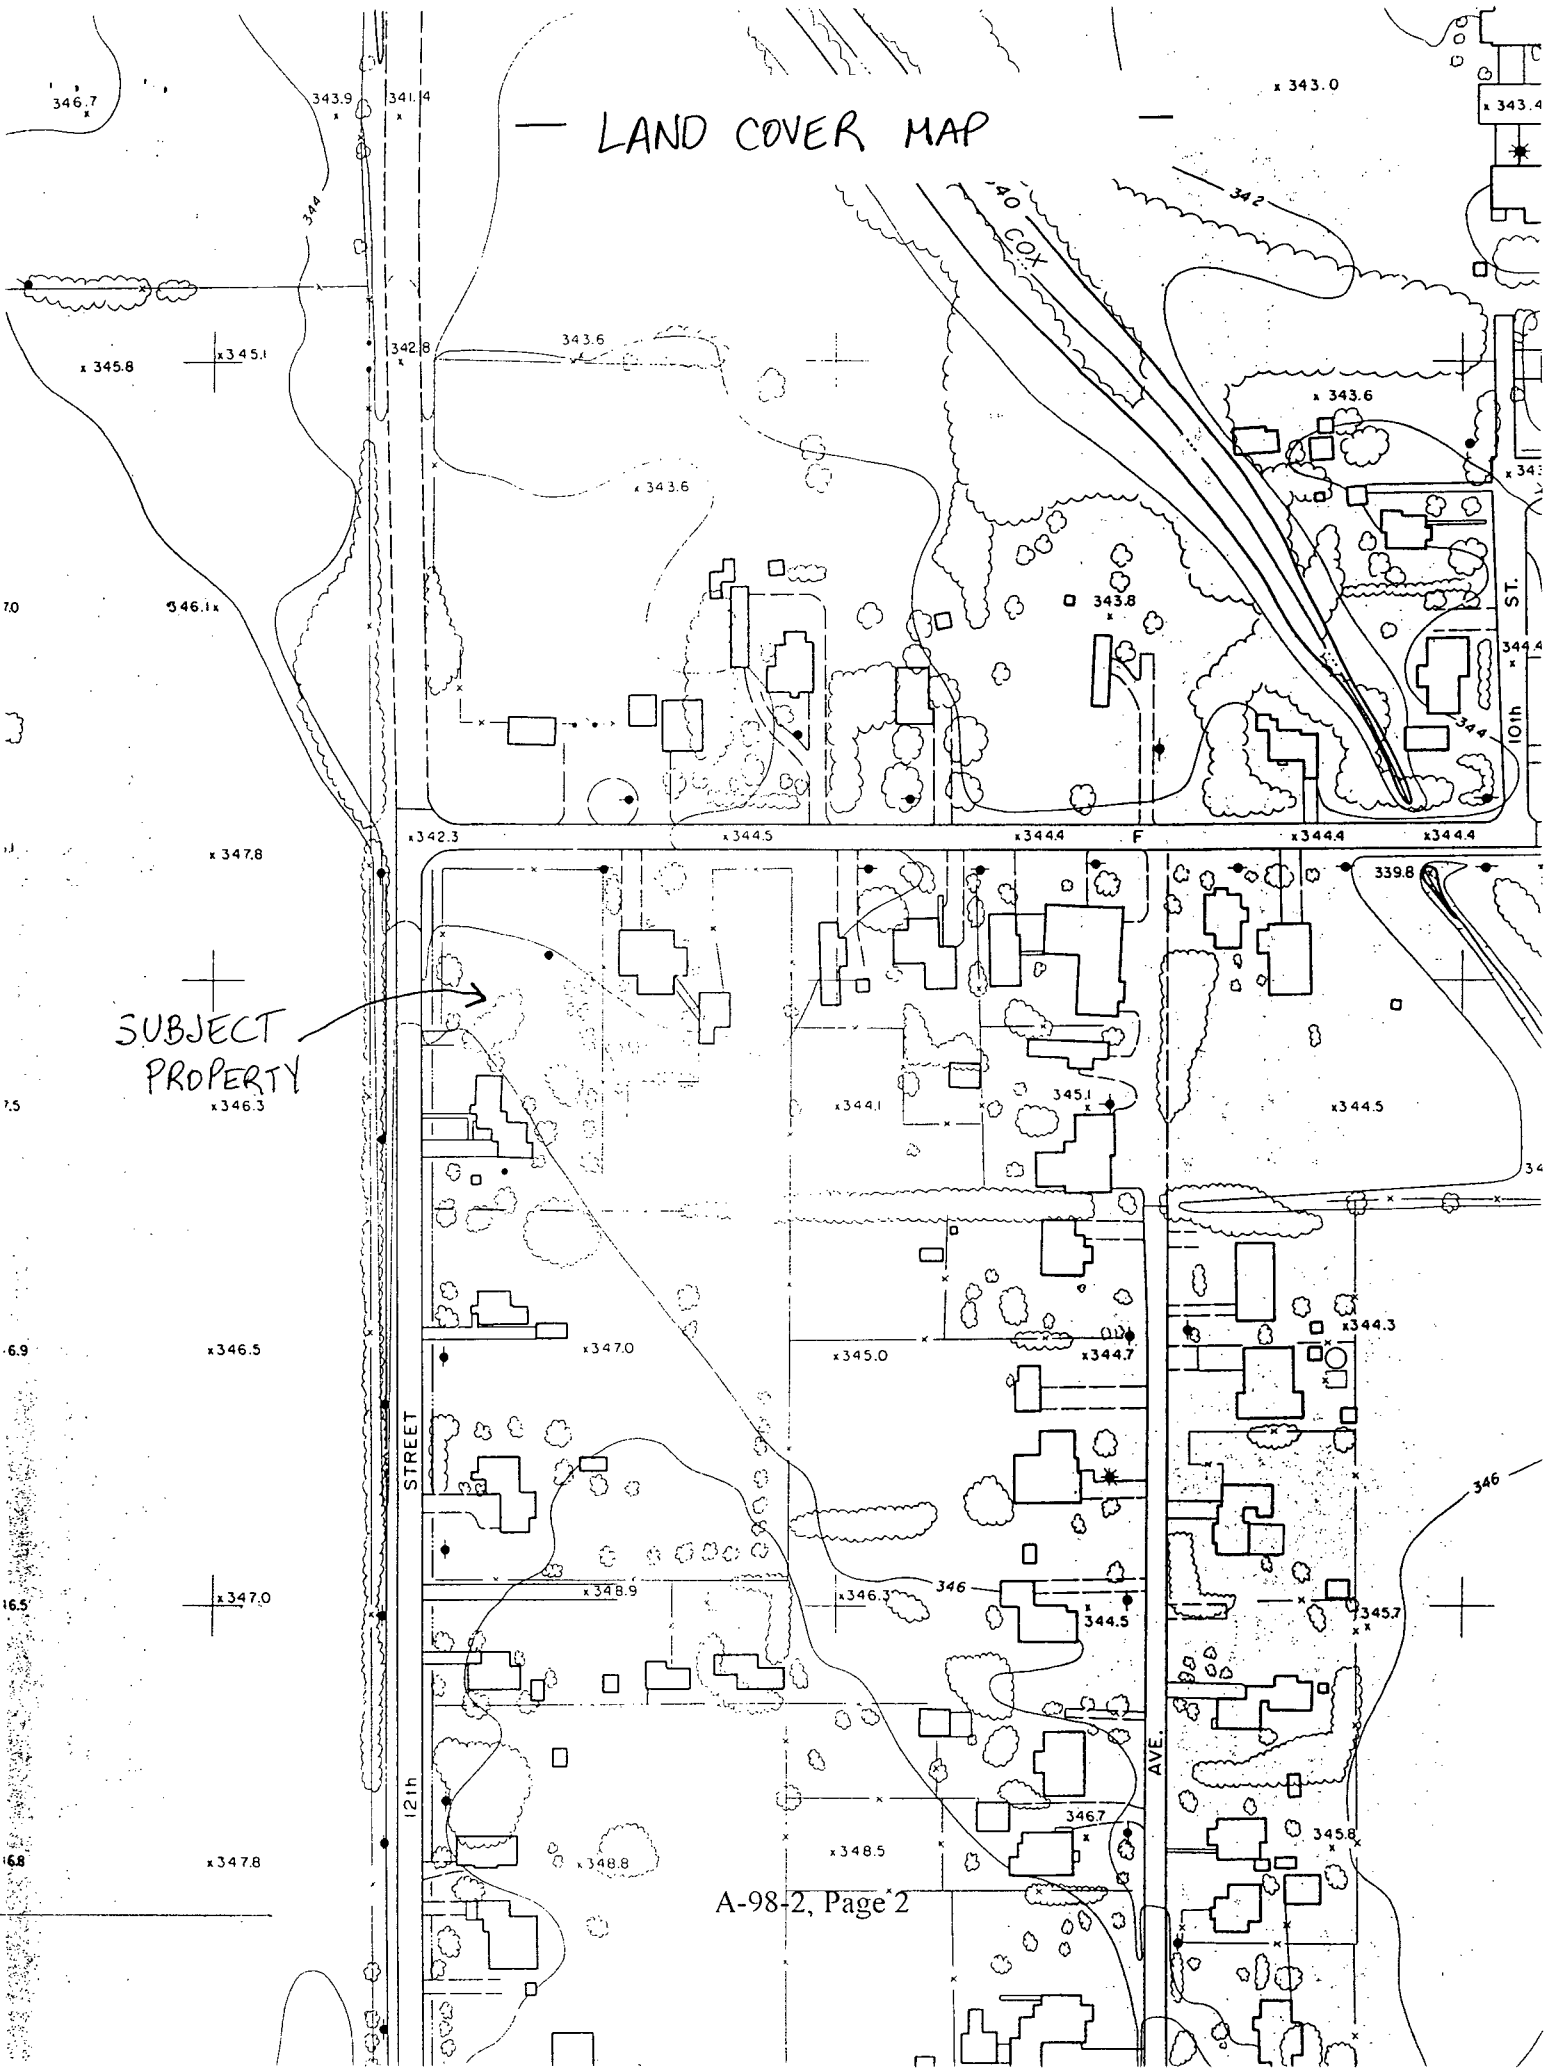 346.7
343.9
341.4
x 343.0
x 343.4
— LAND COVER MAP —
344
342
40 COX
x 345.8
x345.1
342.8
343.6
x 343.6
x 343.6
346.1x
343.8
ST.
344.4
344
10th
x342.3
x344.5
x344.4
F
x344.4
x344.4
x 347.8
339.8
SUBJECT
PROPERTY
x346.3
x344.1
345.1
x344.5
x346.5
x347.0
x345.0
x344.7
x344.3
STREET
346
x347.0
x348.9
x346.3
346
344.5
345.7
AVE.
12th
346.7
345.8
x347.8
x348.8
x348.5
A-98-2, Page 2